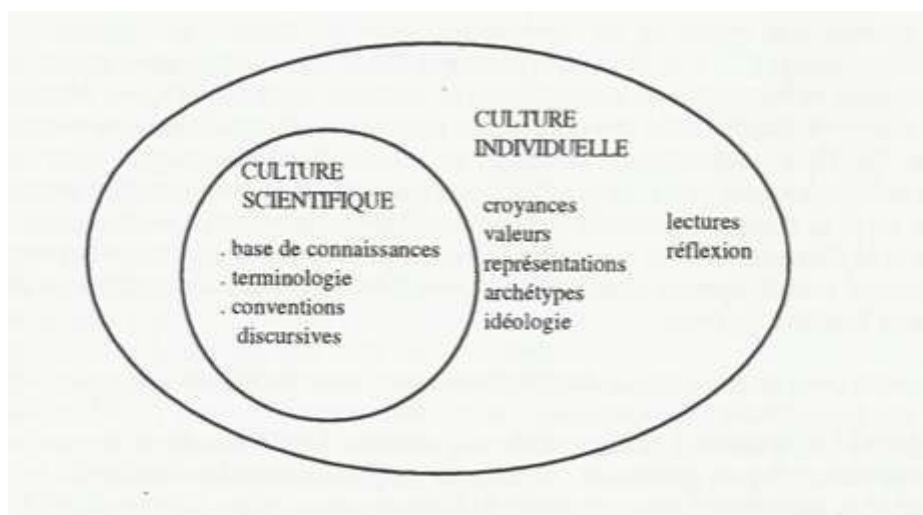 CULTURE
INDIVIDUELLE
CULTURE
SCIENTIFIQUE
. base de connaissances
. terminologie
. conventions
discursives
croyances
valeurs
représentations
archétypes
idéologie
lectures
réflexion